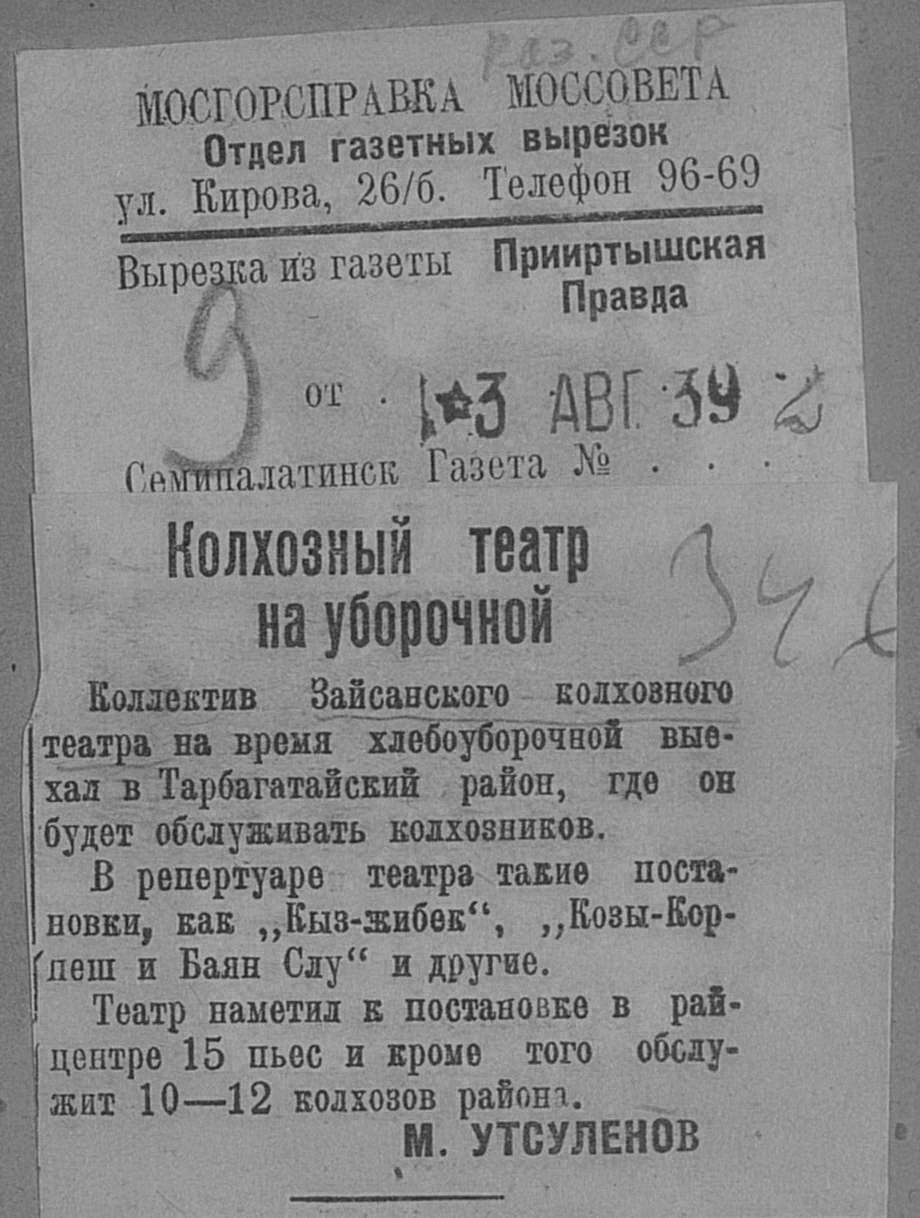 Каз. ССР
МОСГОРСПРАВКА МОССОВЕТА
Отдел газетных вырезок
ул. Кирова, 26/б. Телефон 96-69
Вырезка из газеты Прииртышская
Правда
9
от . 3 АВГ 39
Семипалатинск Газета № . . .
Колхозный театр
на уборочной
34
Коллектив Зайсанского колхозного
театра на время хлебоуборочной вые-
хал в Тарбагатайский район, где он
будет обслуживать колхозников.
В репертуаре театра такие поста-
новки, как „Кыз-жибек“, „Козы-Кор-
пеш и Баян Слу“ и другие.
Театр наметил к постановке в рай-
центре 15 пьес и кроме того обслу-
жит 10—12 колхозов района.
М. УТСУЛЕНОВ